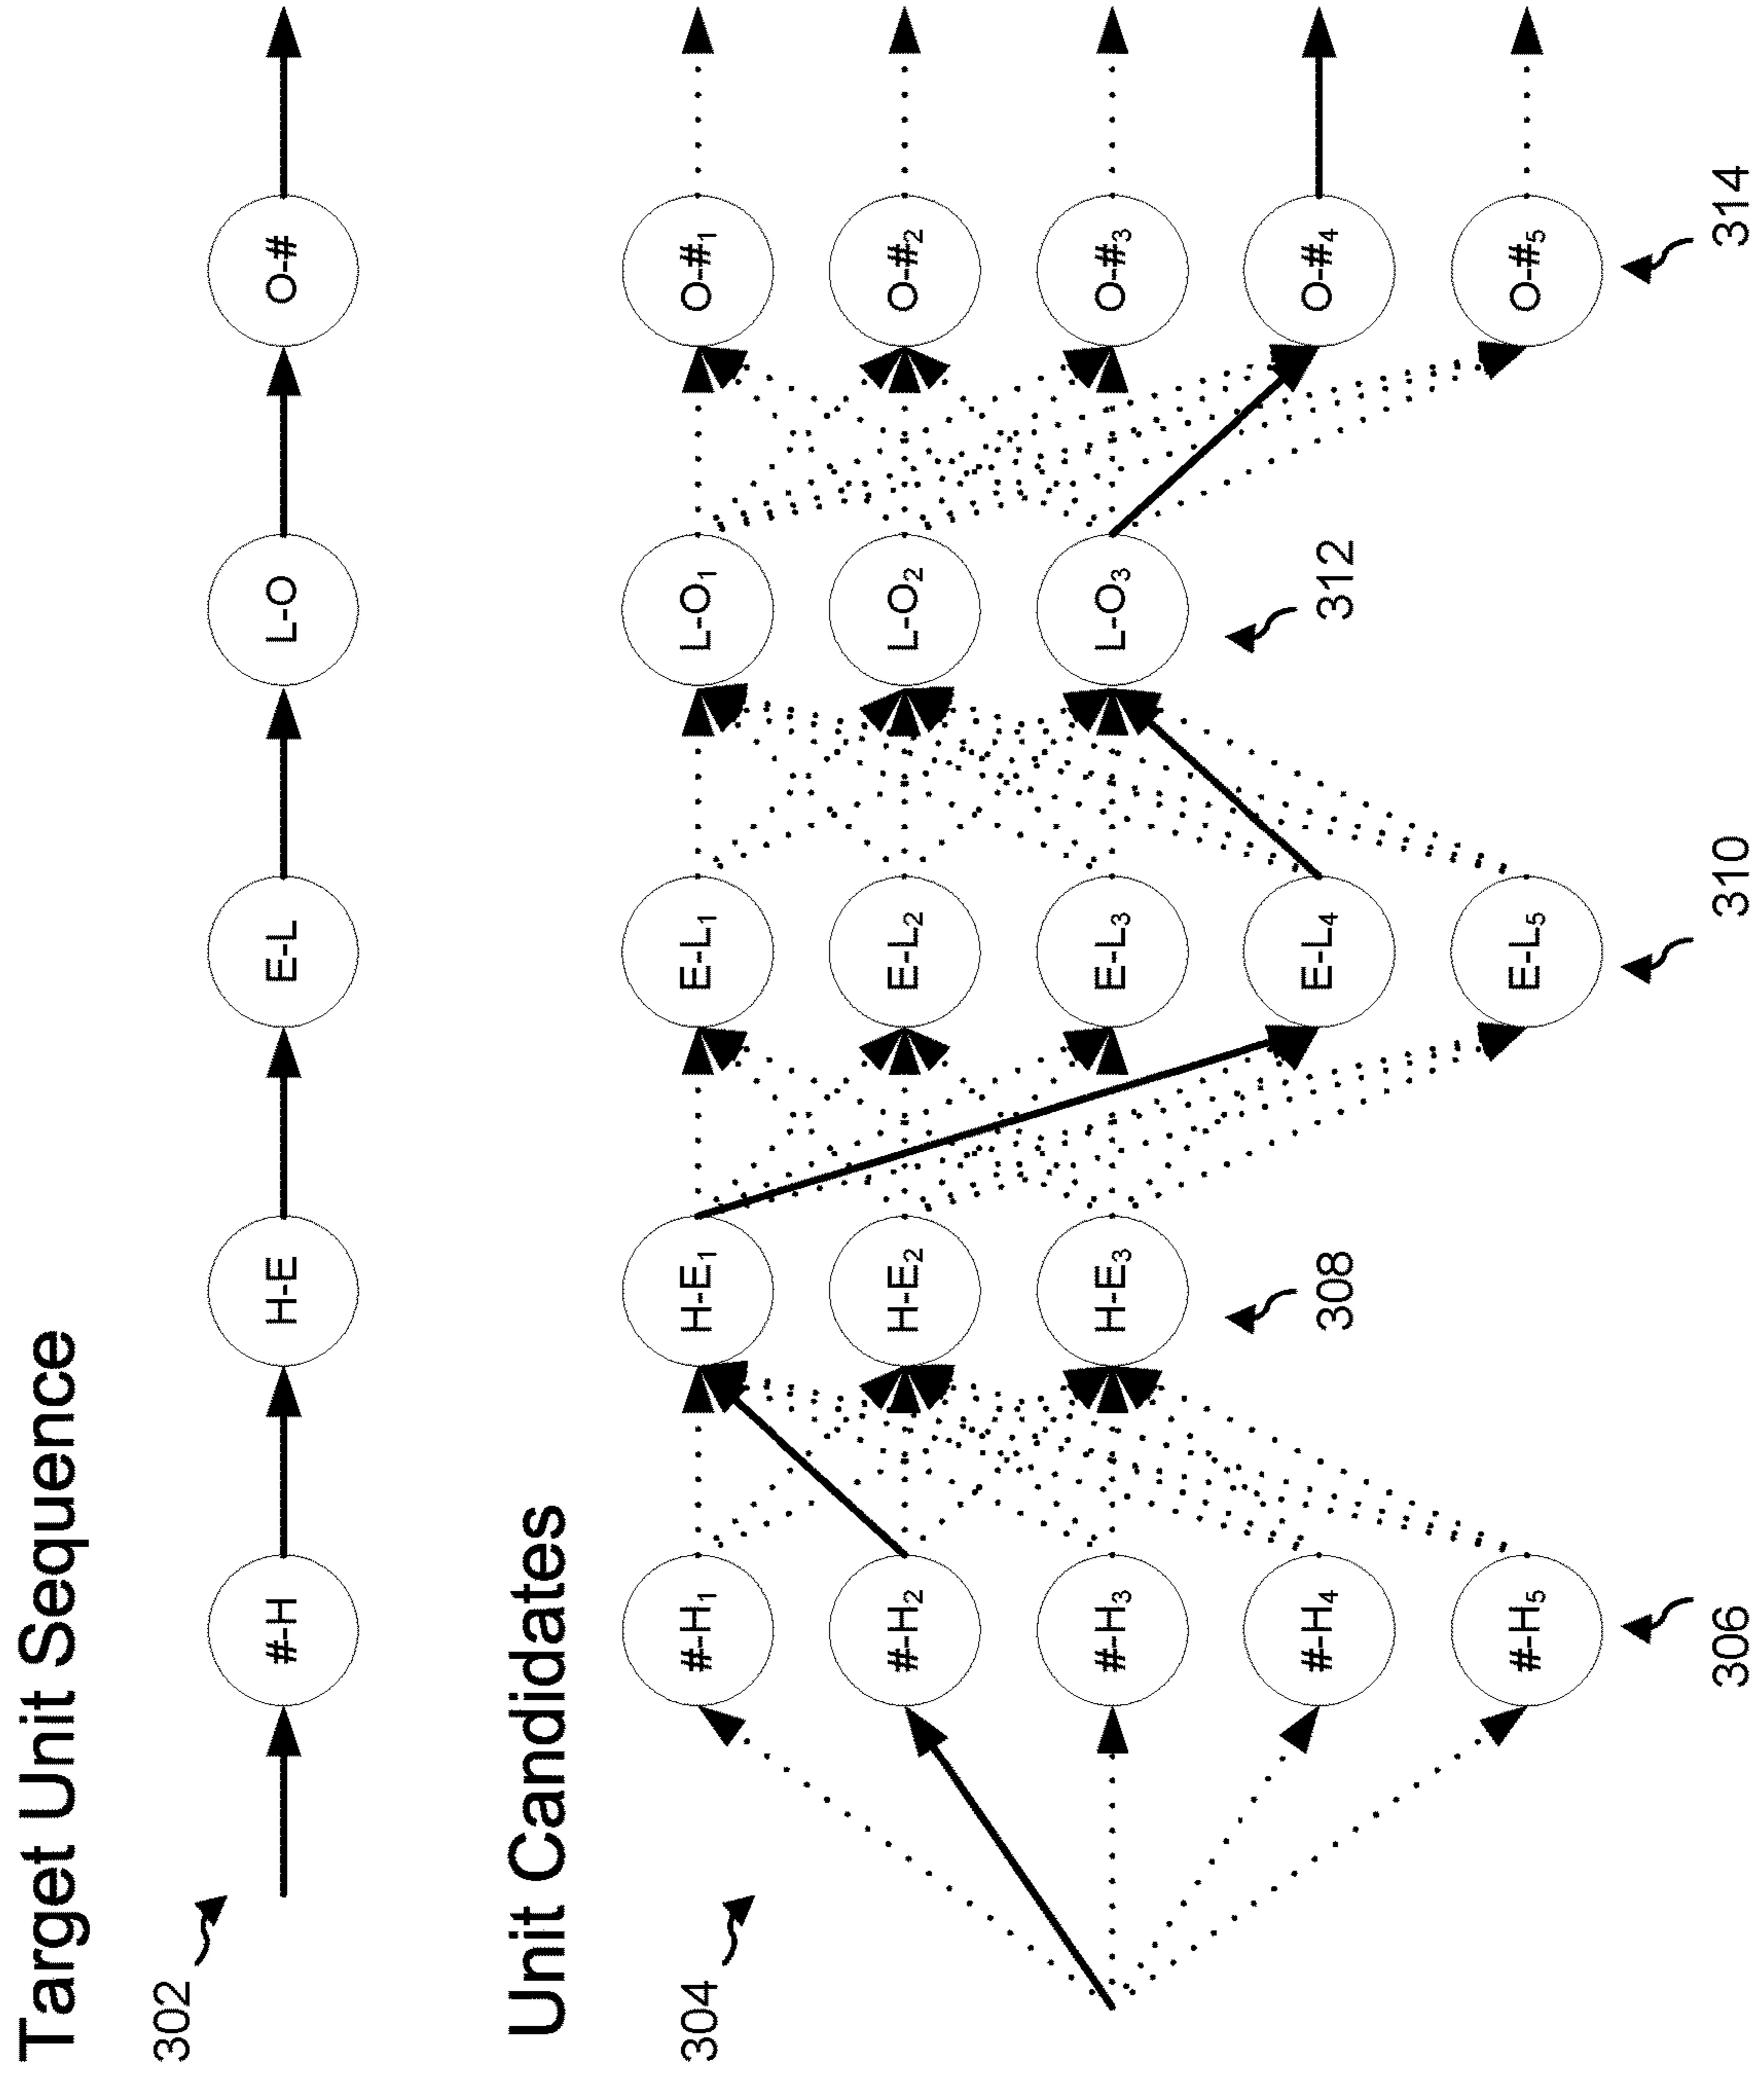 Target Unit Sequence
302
#-H
H-E
E-L
L-O
O-#
Unit Candidates
304
#-H₁
H-E₁
E-L₁
L-O₁
O-#₁
#-H₂
H-E₂
E-L₂
L-O₂
O-#₂
#-H₃
H-E₃
E-L₃
L-O₃
O-#₃
#-H₄
E-L₄
O-#₄
308
312
#-H₅
E-L₅
O-#₅
306
310
314